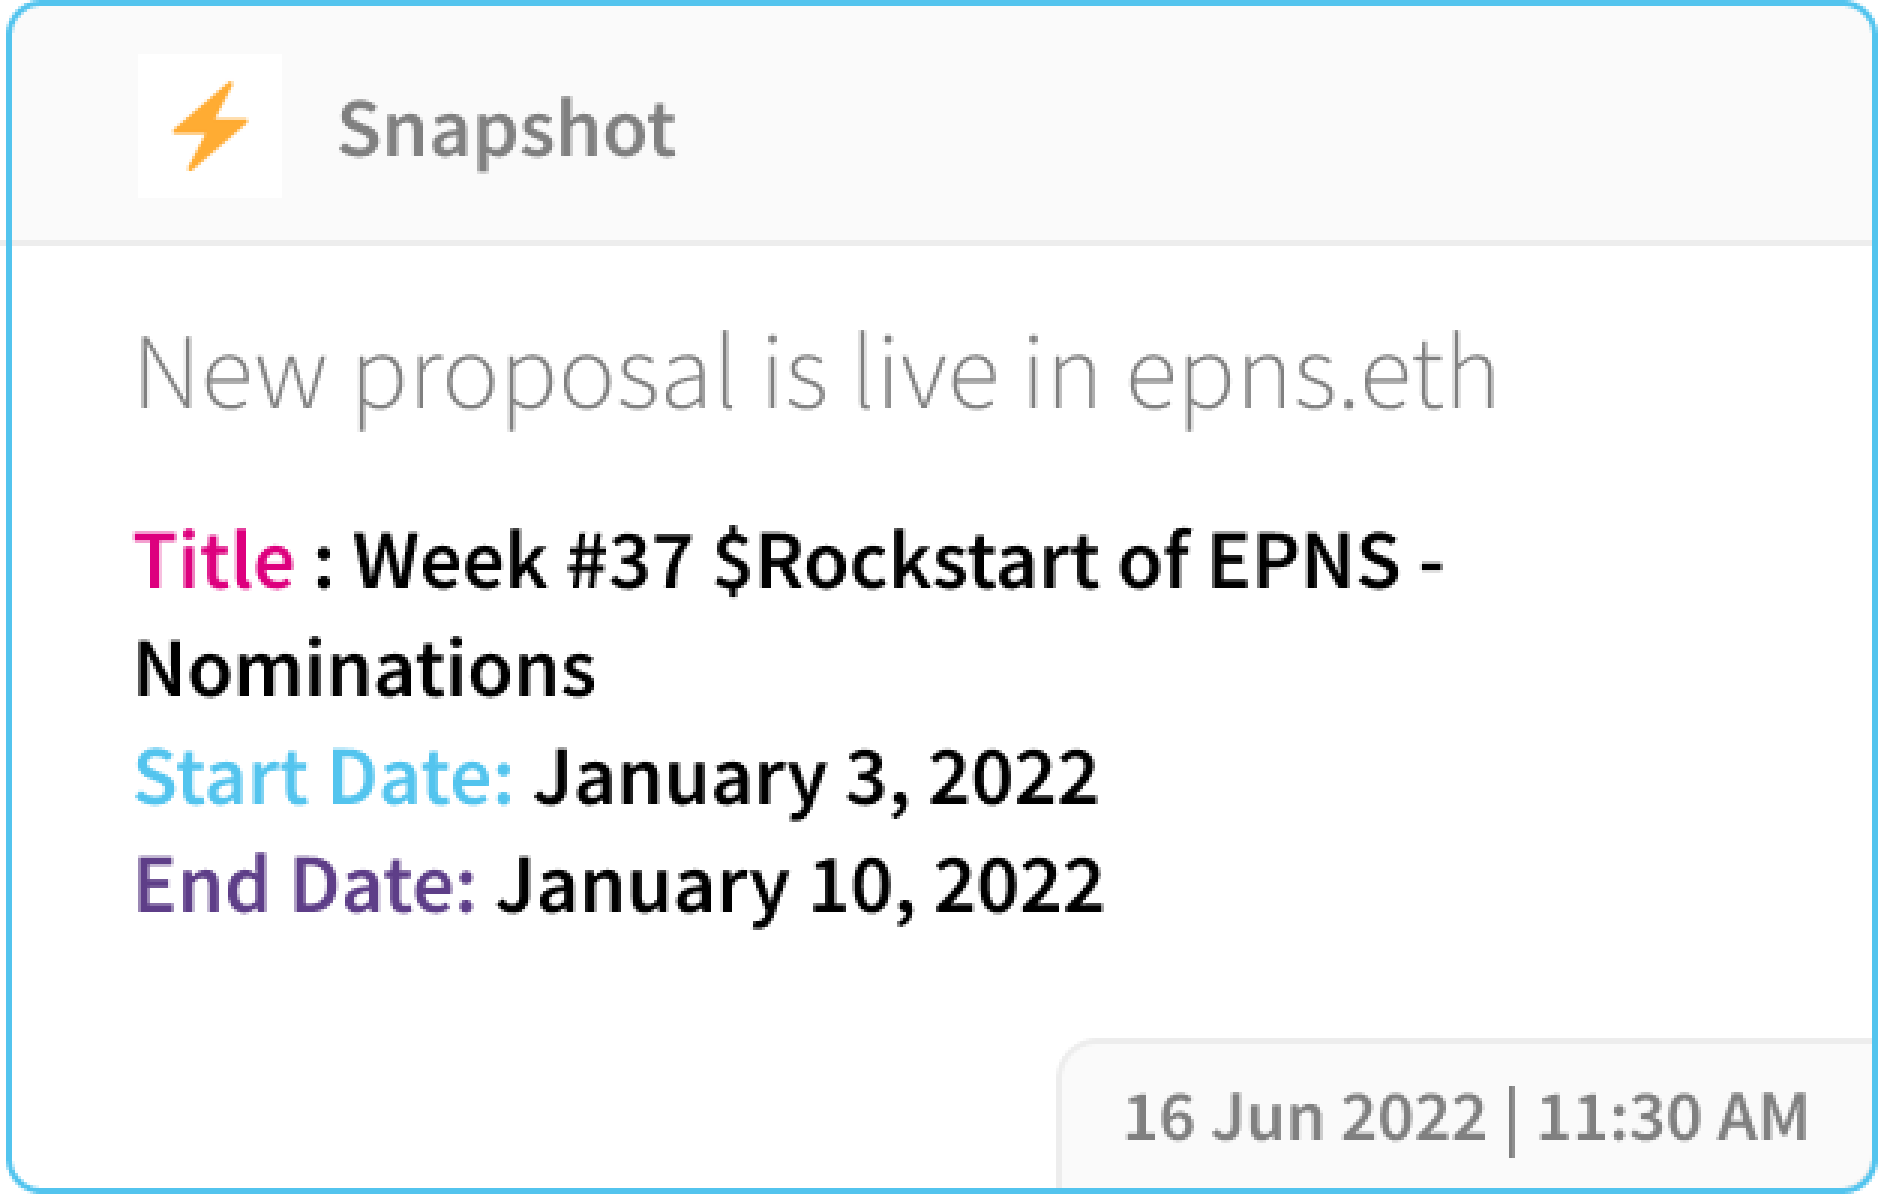 Snapshot
New proposal is live in epns.eth
Title : Week #37 $Rockstart of EPNS -
Nominations
Start Date: January 3, 2022
End Date: January 10, 2022
16 Jun 2022 | 11:30 AM